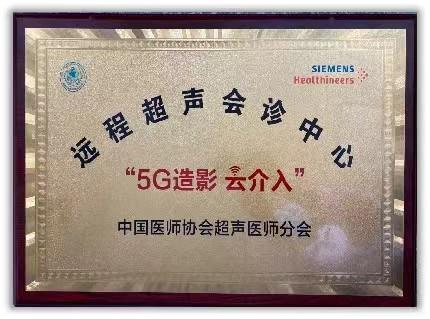 SIEMENS
Healthineers
远程超声会诊中心
“5G造影 云介入”
中国医师协会超声医师分会